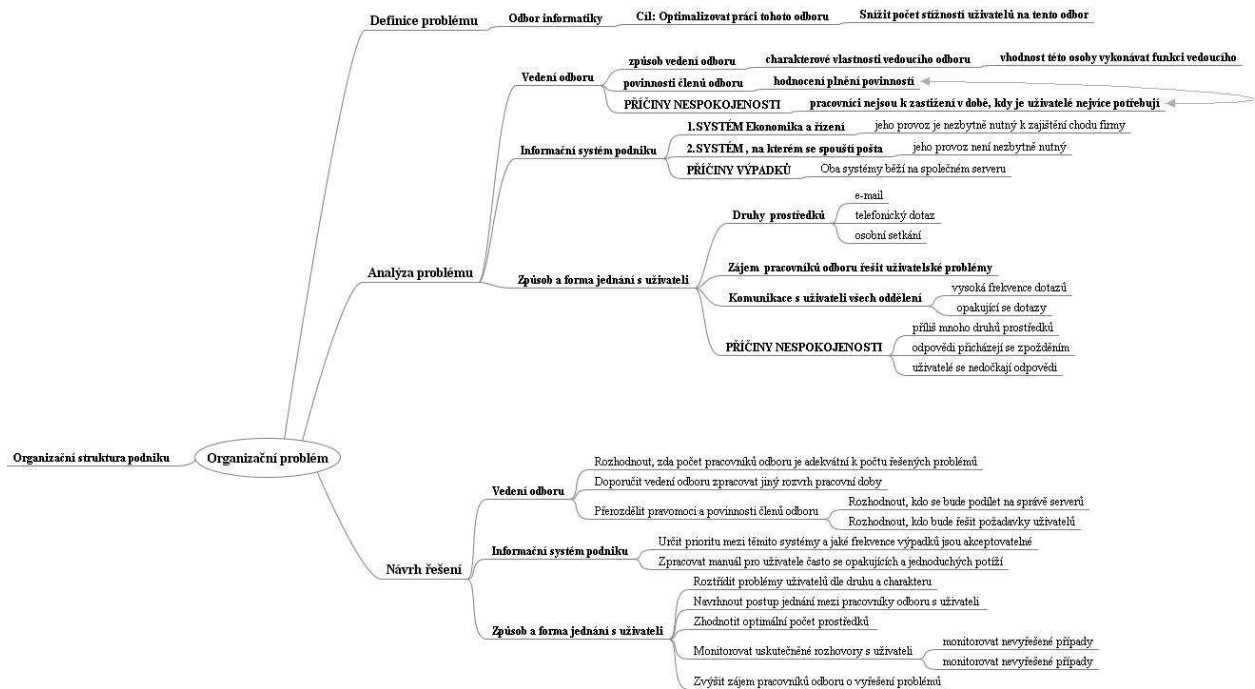 Definice problému
Odbor informatiky
Cíl: Optimalizovat práci tohoto odboru
Snížit počet stížností uživatelů na tento odbor
Vedení odboru
způsob vedení odboru
charakterové vlastnosti vedoucího odboru
vhodnost této osoby vykonávat funkci vedoucího
povinnosti členů odboru
hodnocení plnění povinností
PŘÍČINY NESPOKOJENOSTI
pracovníci nejsou k zastižení v době, kdy je uživatelé nejvíce potřebují
Informační systém podniku
1.SYSTÉM Ekonomika a řízení
jeho provoz je nezbytně nutný k zajištění chodu firmy
2.SYSTÉM , na kterém se spouští pošta
jeho provoz není nezbytně nutný
PŘÍČINY VÝPADKŮ
Oba systémy běží na společném serveru
Analýza problému
Způsob a forma jednání s uživateli
Druhy prostředků
e-mail
telefonický dotaz
osobní setkání
Zájem pracovníků odboru řešit uživatelské problémy
Komunikace s uživateli všech oddělení
vysoká frekvence dotazů
opakující se dotazy
PŘÍČINY NESPOKOJENOSTI
příliš mnoho druhů prostředků
odpovědi přicházejí se zpožděním
uživatelé se nedočkají odpovědi
Organizační struktura podniku
Organizační problém
Návrh řešení
Vedení odboru
Rozhodnout, zda počet pracovníků odboru je adekvátní k počtu řešených problémů
Doporučit vedení odboru zpracovat jiný rozvrh pracovní doby
Přerozdělit pravomoci a povinnosti členů odboru
Rozhodnout, kdo se bude podílet na správě serverů
Rozhodnout, kdo bude řešit požadavky uživatelů
Informační systém podniku
Určit prioritu mezi těmito systémy a jaké frekvence výpadků jsou akceptovatelné
Zpracovat manuál pro uživatele často se opakujících a jednoduchých potíží
Způsob a forma jednání s uživateli
Roztřídit problémy uživatelů dle druhu a charakteru
Navrhnout postup jednání mezi pracovníky odboru s uživateli
Zhodnotit optimální počet prostředků
Monitorovat uskutečněné rozhovory s uživateli
monitorovat nevyřešené případy
monitorovat nevyřešené případy
Zvýšit zájem pracovníků odboru o vyřešení problémů